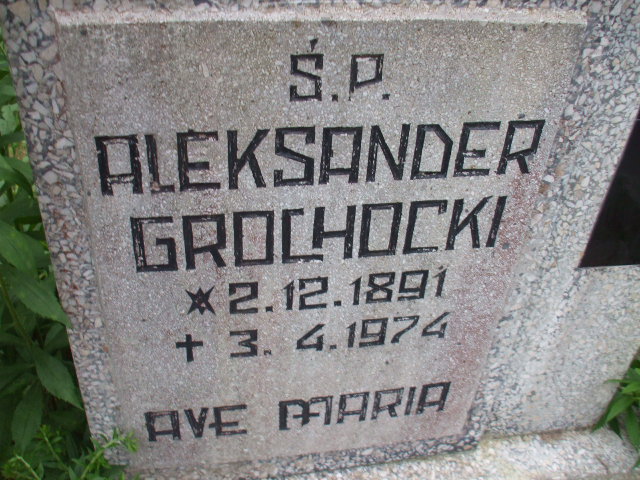 Ś.P.
ALEKSANDER
GROCHOCKI
* 2.12.1891
+ 3.4.1974
AVE MARIA